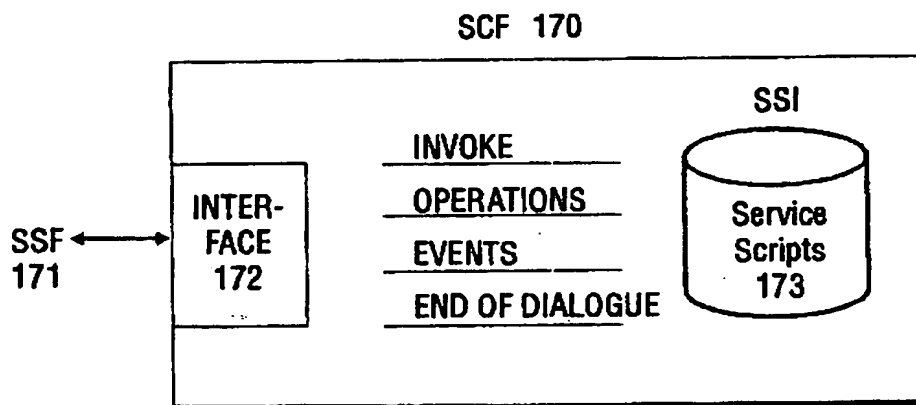 SCF 170
SSI
INVOKE
OPERATIONS
EVENTS
END OF DIALOGUE
SSF
171
INTER-
FACE
172
Service
Scripts
173